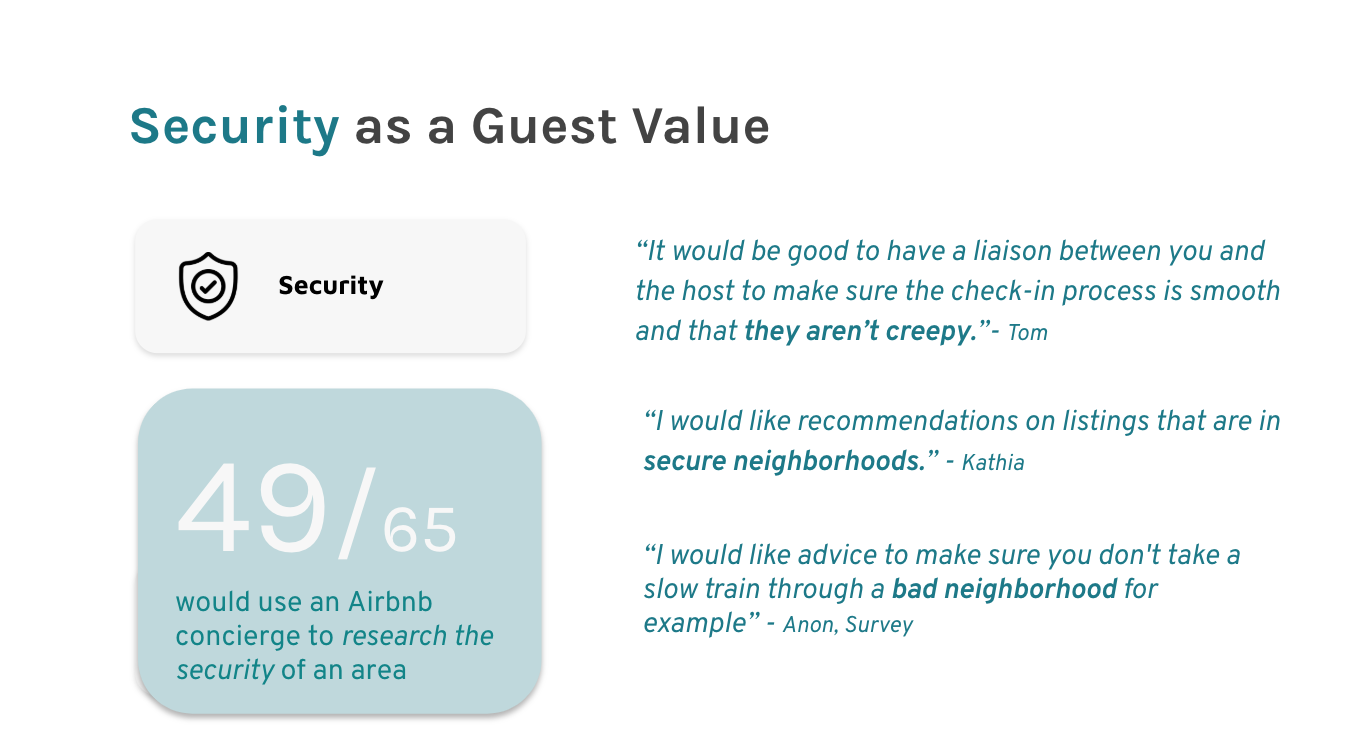 Security as a Guest Value
Security
49/65
would use an Airbnb
concierge to research the
security of an area
“It would be good to have a liaison between you and
the host to make sure the check-in process is smooth
and that they aren’t creepy.”- Tom
“I would like recommendations on listings that are in
secure neighborhoods.” - Kathia
“I would like advice to make sure you don't take a
slow train through a bad neighborhood for
example” - Anon, Survey